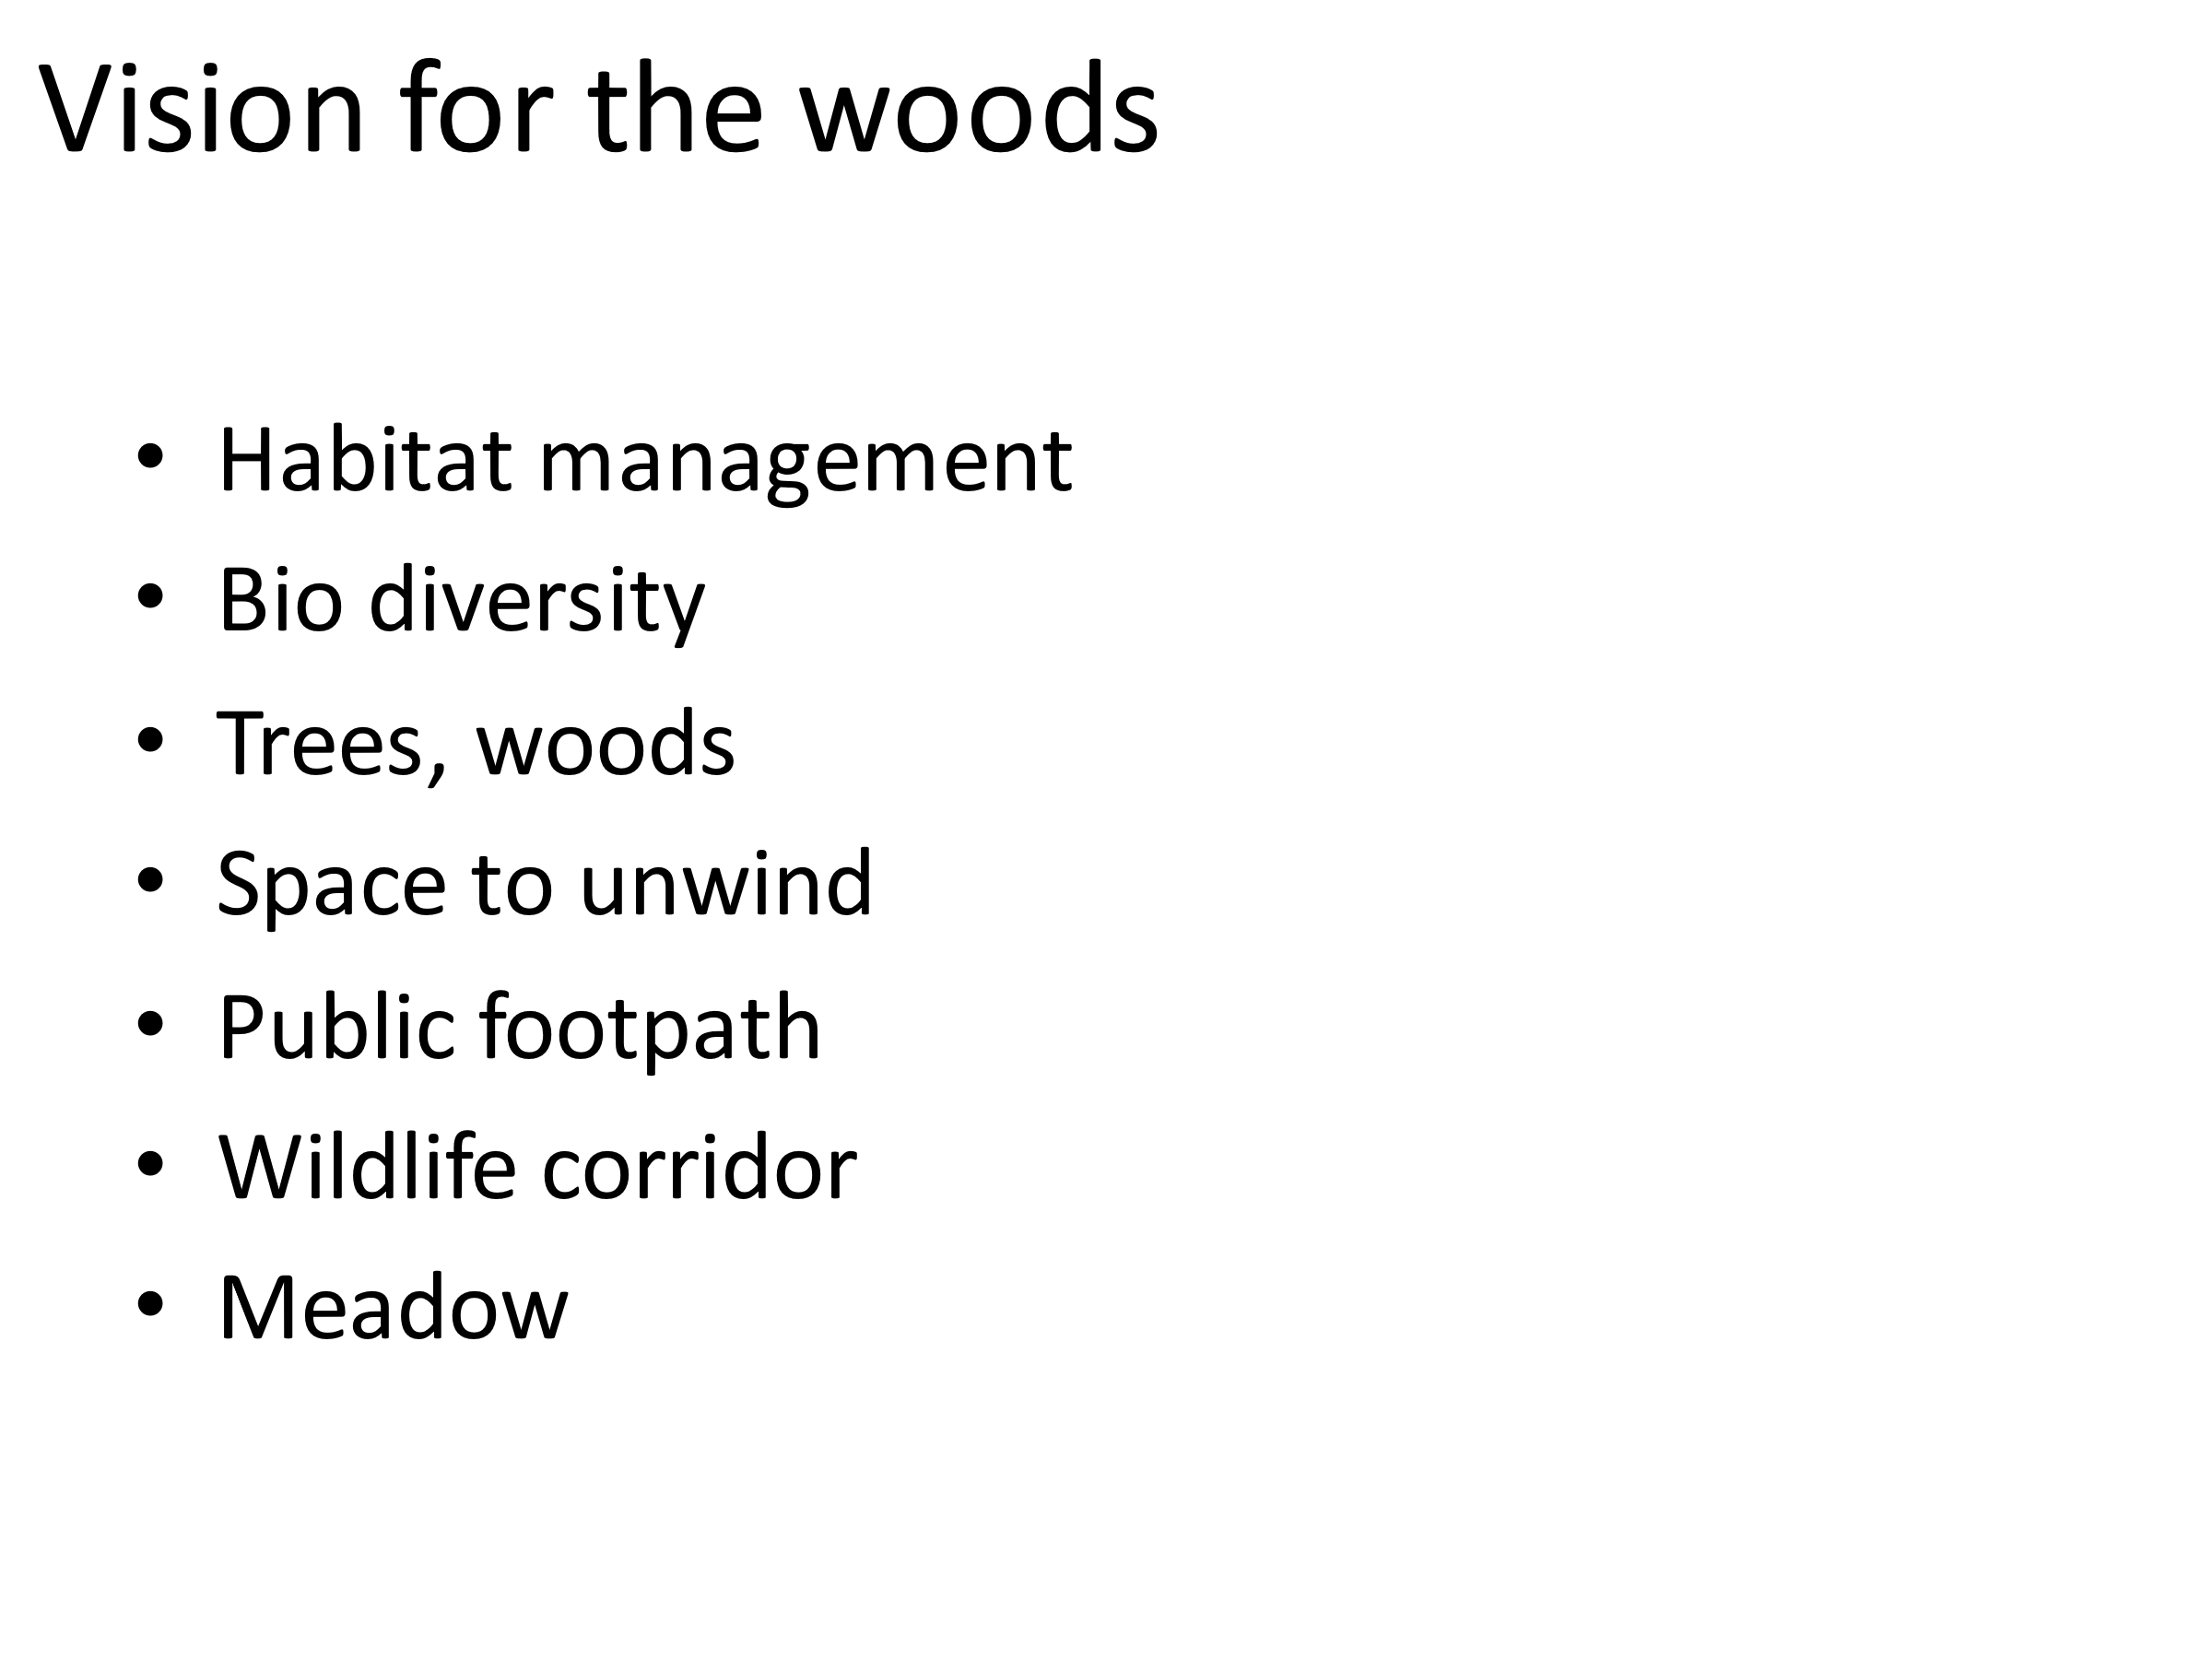 Vision for the woods
• Habitat management
• Bio diversity
• Trees, woods
• Space to unwind
• Public footpath
• Wildlife corridor
• Meadow